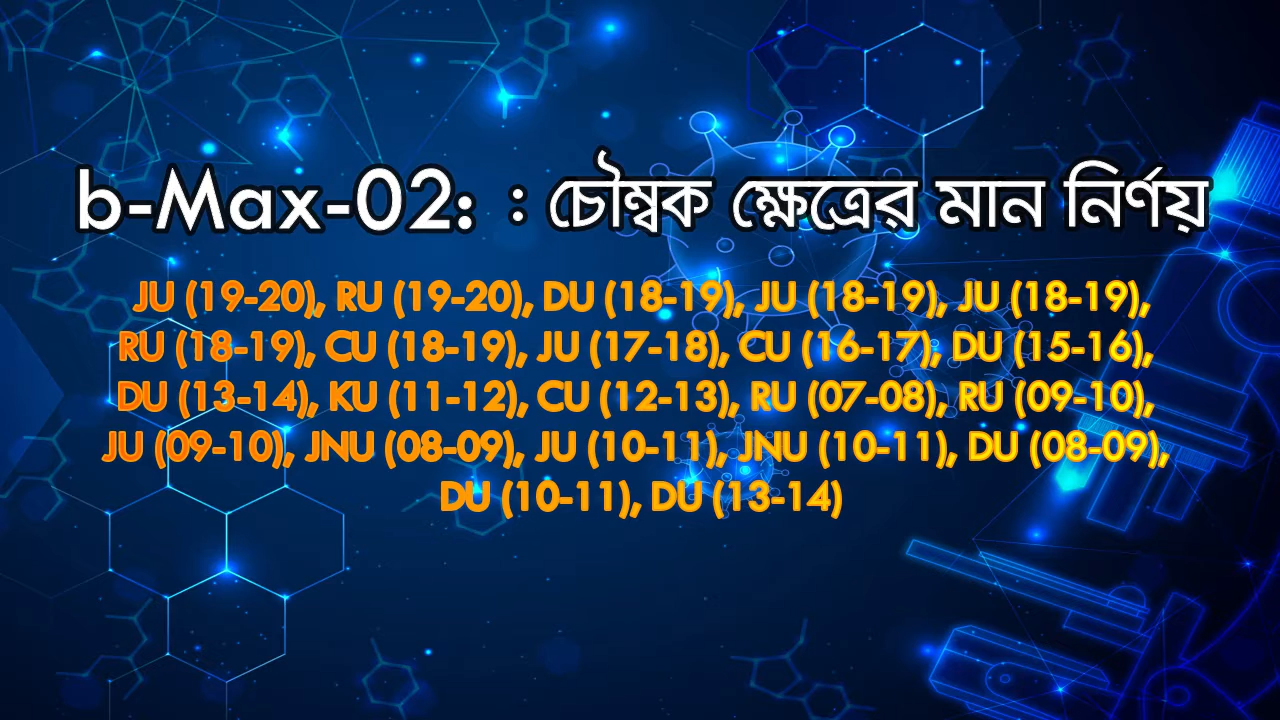 b-Max-02: : চৌম্বক ক্ষেত্রের মান নির্ণয়
JU (19-20), RU (19-20), DU (18-19), JU (18-19), JU (18-19),
RU (18-19), CU (18-19), JU (17-18), CU (16-17), DU (15-16),
DU (13-14), KU (11-12), CU (12-13), RU (07-08), RU (09-10),
JU (09-10), JNU (08-09), JU (10-11), JNU (10-11), DU (08-09),
DU (10-11), DU (13-14)